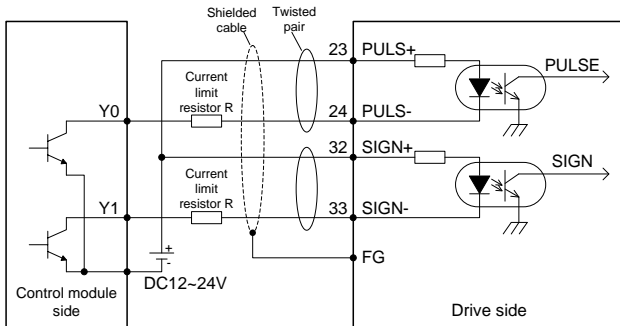 Shielded
cable
Twisted
pair
23 PULS+
PULSE
Current
limit
resistor R
Y0
24 PULS-
32 SIGN+
SIGN
Current
limit
resistor R
Y1
33 SIGN-
+
-
DC12~24V
FG
Control module
side
Drive side